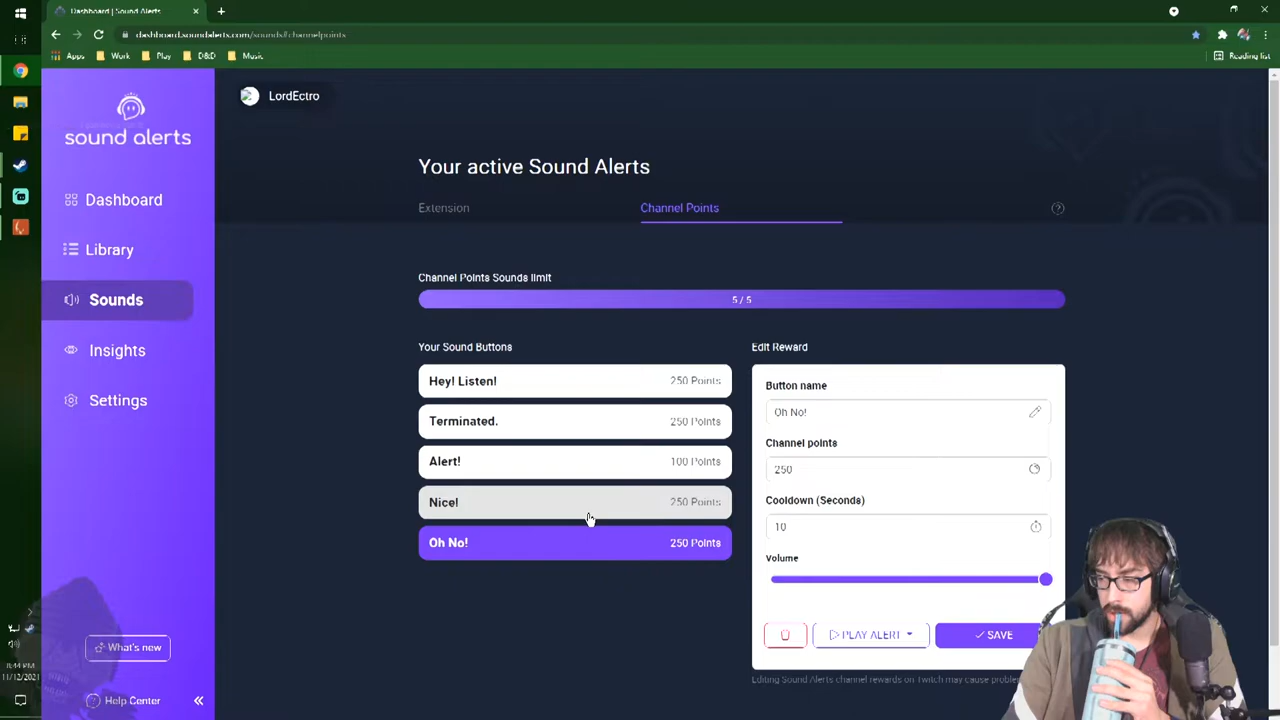 Dashboard | Sound Alerts
dashboard.soundalerts.com/sounds#channelpoints
Apps
Work
Play
D&D
Music
Reading list
sound alerts
LordEctro
Dashboard
Library
Sounds
Insights
Settings
What's new
Help Center
Your active Sound Alerts
Extension
Channel Points
Channel Points Sounds limit
5 / 5
Your Sound Buttons
Hey! Listen! 250 Points
Terminated. 250 Points
Alert! 100 Points
Nice! 250 Points
Oh No! 250 Points
Edit Reward
Button name
Oh No!
Channel points
250
Cooldown (Seconds)
10
Volume
PLAY ALERT
SAVE
Editing Sound Alerts channel rewards on Twitch may cause